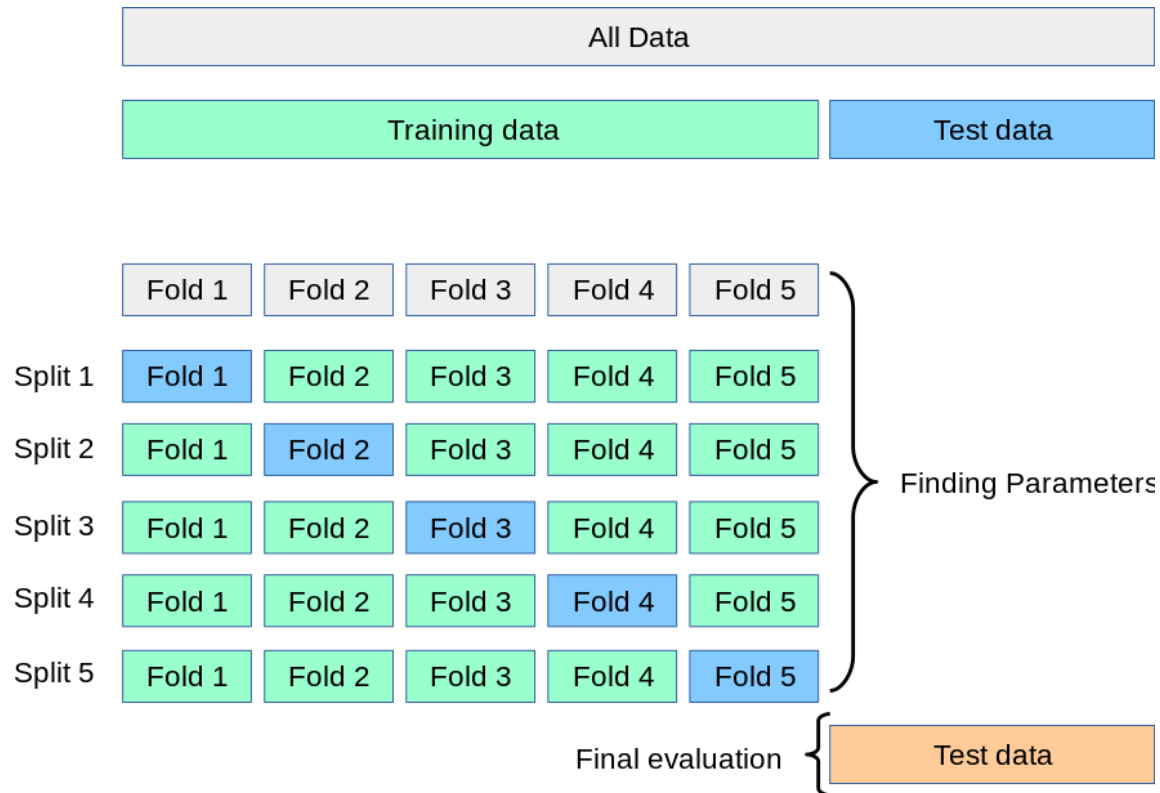 All Data
Training data Test data
Fold 1 Fold 2 Fold 3 Fold 4 Fold 5
Split 1 Fold 1 Fold 2 Fold 3 Fold 4 Fold 5
Split 2 Fold 1 Fold 2 Fold 3 Fold 4 Fold 5
Finding Parameters
Split 3 Fold 1 Fold 2 Fold 3 Fold 4 Fold 5
Split 4 Fold 1 Fold 2 Fold 3 Fold 4 Fold 5
Split 5 Fold 1 Fold 2 Fold 3 Fold 4 Fold 5
Final evaluation Test data